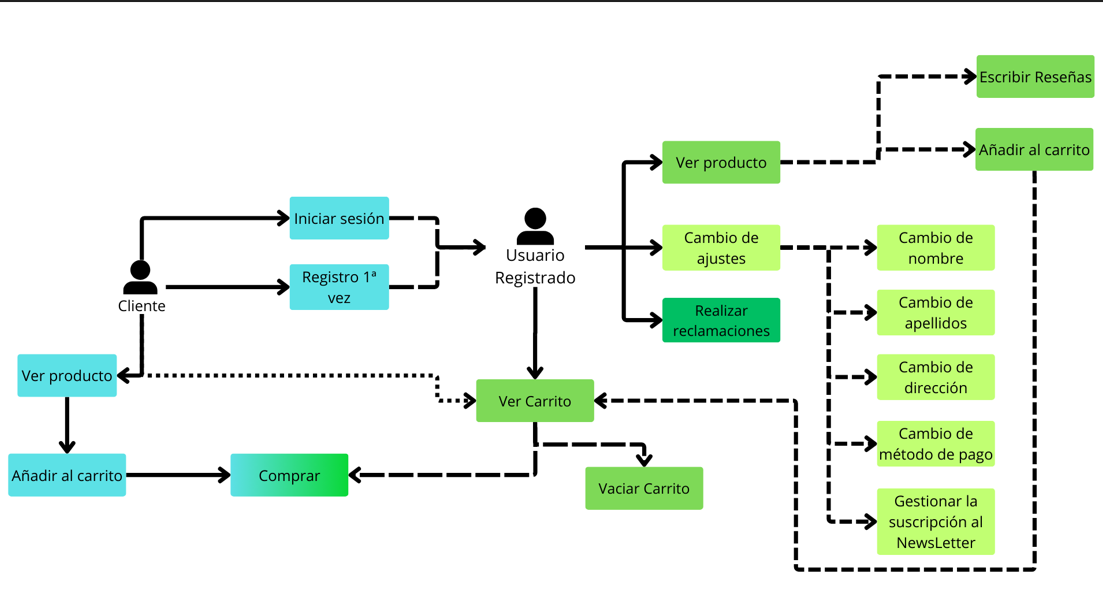 Escribir Reseñas
Añadir al carrito
Ver producto
Iniciar sesión
Cambio de
ajustes
Cambio de
nombre
Usuario
Registrado
Registro 1ª
vez
Cliente
Realizar
reclamaciones
Cambio de
apellidos
Ver producto
Cambio de
dirección
Ver Carrito
Cambio de
método de pago
Añadir al carrito
Comprar
Vaciar Carrito
Gestionar la
suscripción al
NewsLetter